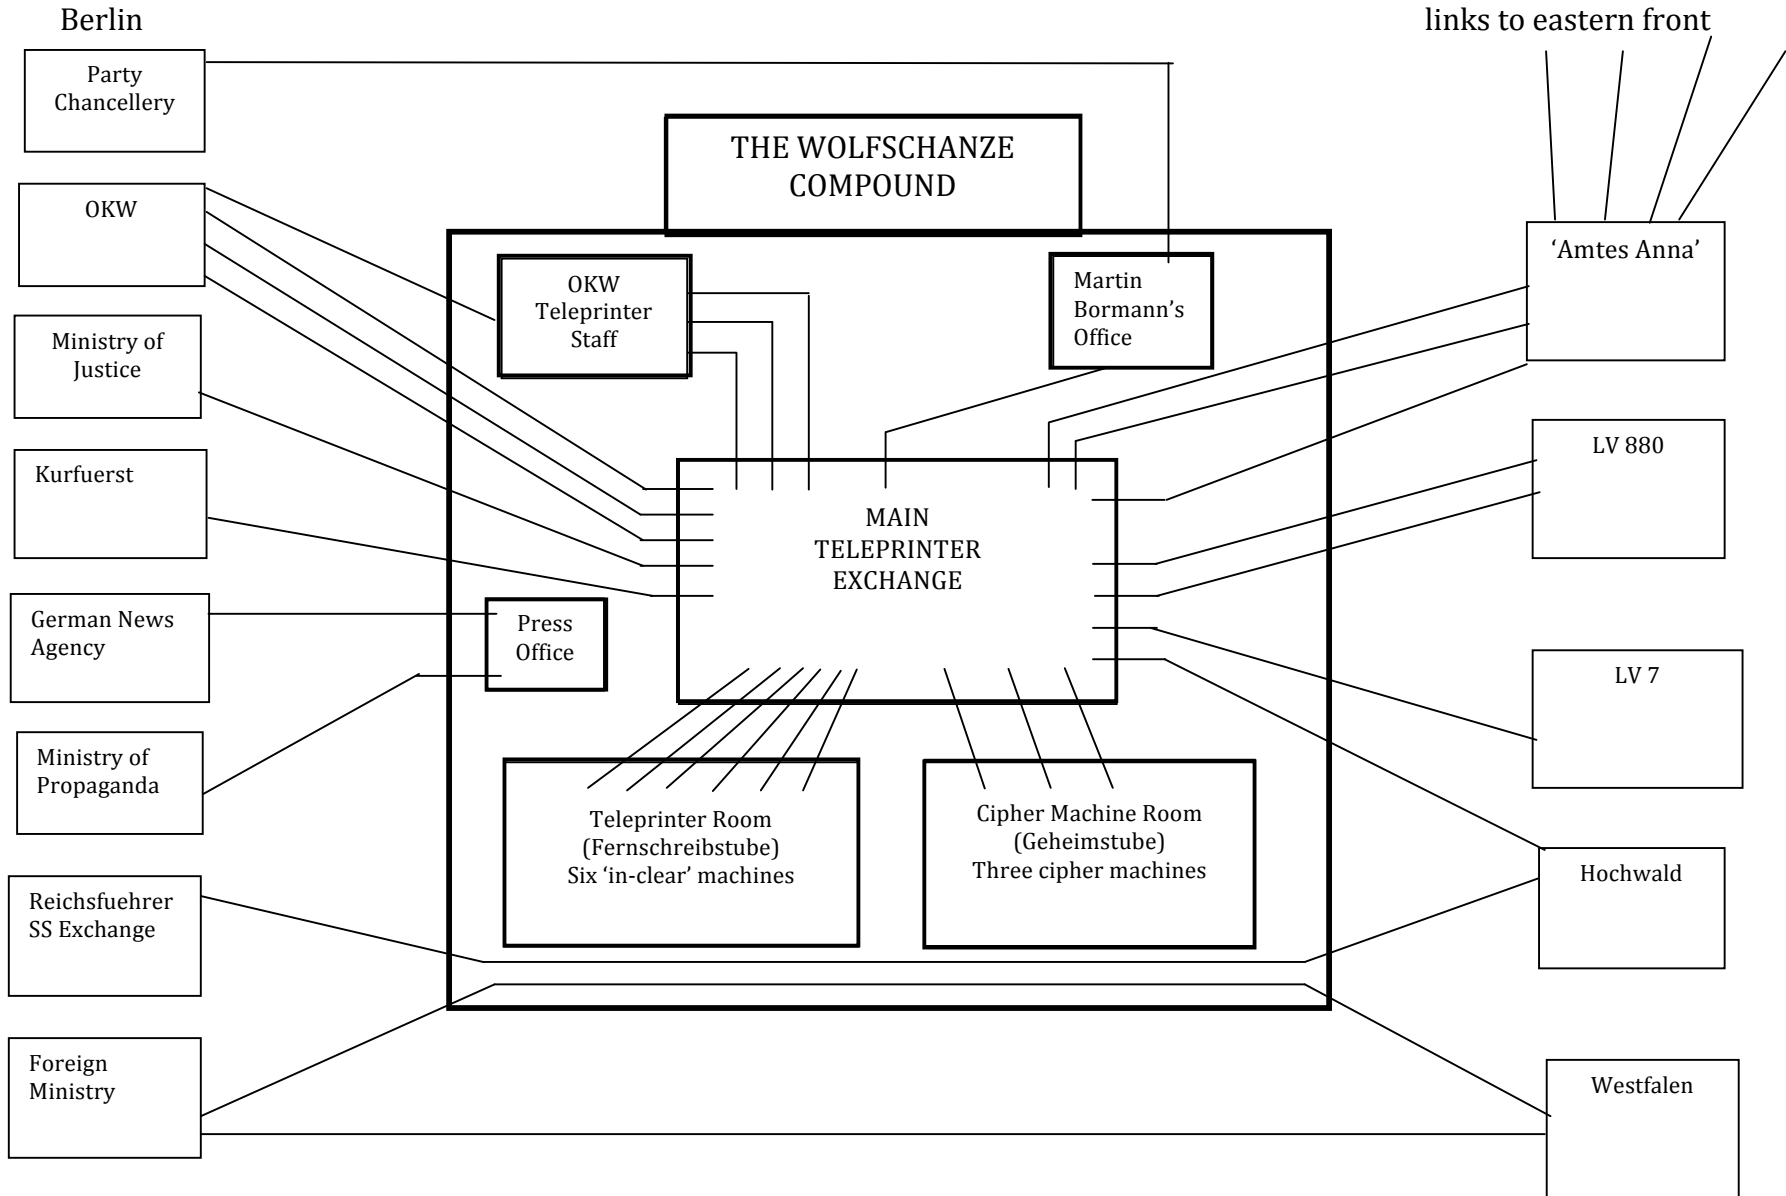 Berlin
links to eastern front
Party
Chancellery
THE WOLFSCHANZE
COMPOUND
OKW
OKW
Teleprinter
Staff
Martin
Bormann’s
Office
‘Amtes Anna’
Ministry of
Justice
Kurfuerst
LV 880
MAIN
TELEPRINTER
EXCHANGE
German News
Agency
Press
Office
LV 7
Ministry of
Propaganda
Teleprinter Room
(Fernschreibstube)
Six ‘in-clear’ machines
Cipher Machine Room
(Geheimstube)
Three cipher machines
Reichsfuehrer
SS Exchange
Hochwald
Foreign
Ministry
Westfalen